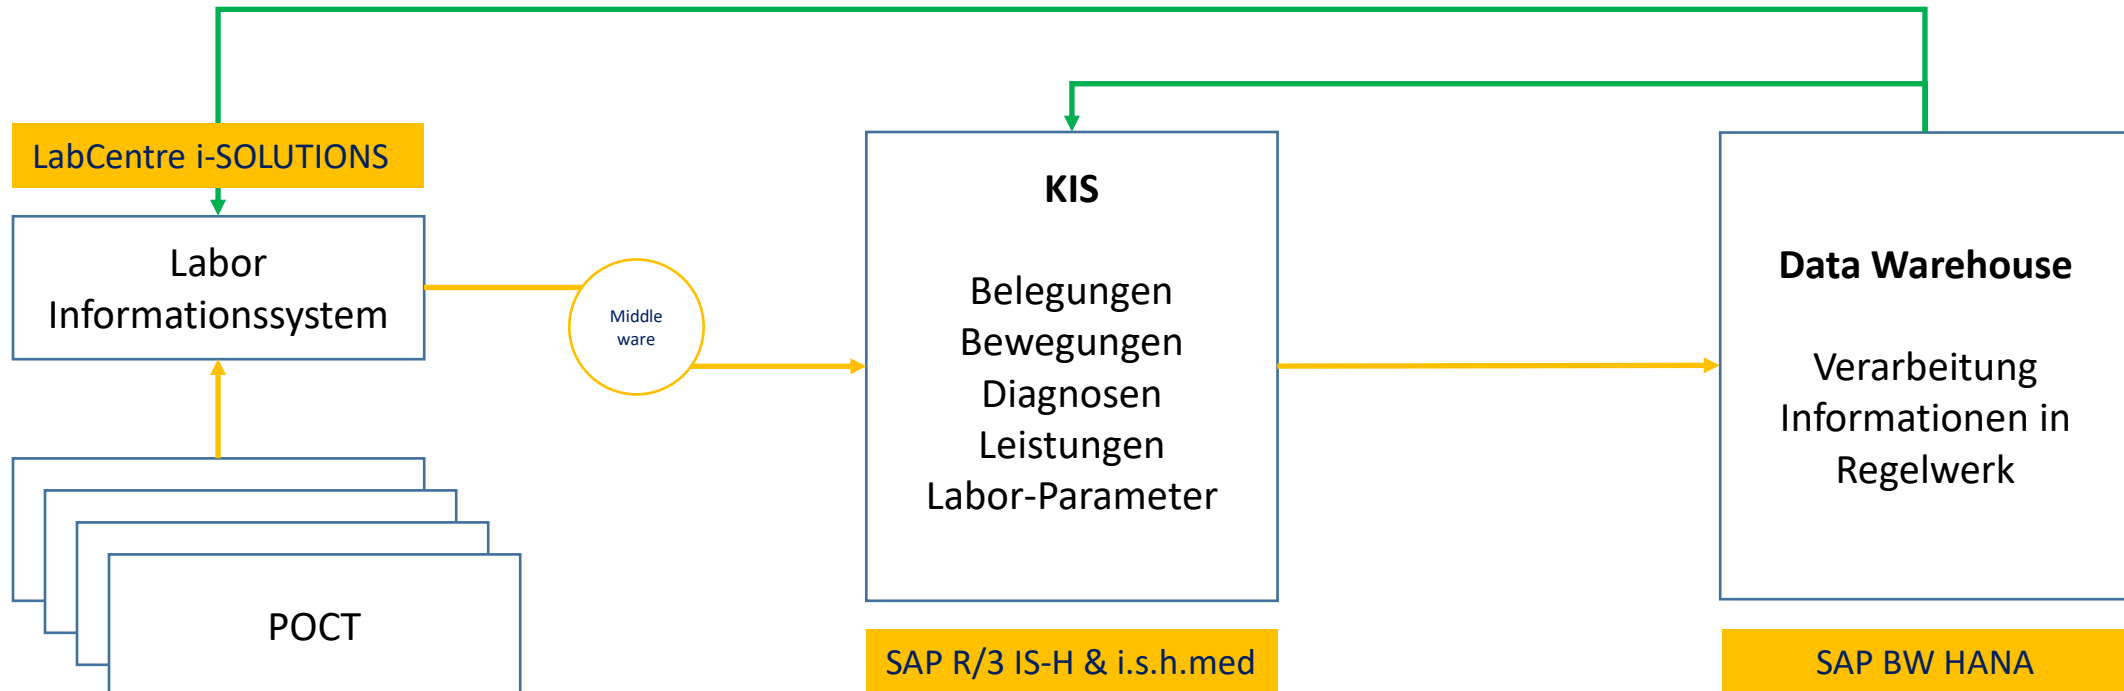 LabCentre i-SOLUTIONS
Labor
Informationssystem
POCT
Middle
ware
KIS
Belegungen
Bewegungen
Diagnosen
Leistungen
Labor-Parameter
SAP R/3 IS-H & i.s.h.med
Data Warehouse
Verarbeitung
Informationen in
Regelwerk
SAP BW HANA